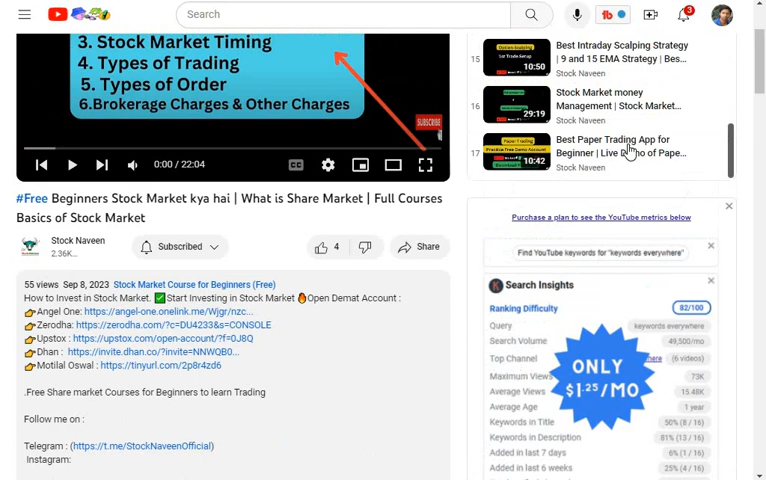 Search
3
3. Stock Market Timing
4. Types of Trading
5. Types of Order
6.Brokerage Charges & Other Charges
SUBSCRIBE
0:00 / 22:04
CC
#Free Beginners Stock Market kya hai | What is Share Market | Full Courses
Basics of Stock Market
Stock Naveen
2.36K...
Subscribed
4
Share
55 views Sep 8, 2023 Stock Market Course for Beginners (Free)
How to Invest in Stock Market. ✅Start Investing in Stock Market 🔥Open Demat Account :
👉Angel One: https://angel-one.onelink.me/Wjgr/nzc...
👉Zerodha: https://zerodha.com/?c=DU4233&s=CONSOLE
👉Upstox : https://upstox.com/open-account/?f=0J8Q
👉Dhan : https://invite.dhan.co/?invite=NNWQB0...
👉Motilal Oswal : https://tinyurl.com/2p8r4zd6
.Free Share market Courses for Beginners to learn Trading
Follow me on :
Telegram : (https://t.me/StockNaveenOfficial)
Instagram:
15
10:50
Best Intraday Scalping Strategy
| 9 and 15 EMA Strategy | Bes...
Stock Naveen
16
29:19
Stock Market money
Management | Stock Market...
Stock Naveen
17
Paper Trading
10:42
Best Paper Trading App for
Beginner | Live Demo of Pape...
Stock Naveen
Purchase a plan to see the YouTube metrics below
Find YouTube keywords for "keywords everywhere"
K Search Insights
Ranking Difficulty 82/100
Query keywords everywhere
Search Volume 49,500/mo
Top Channel here (6 videos)
Maximum Views 73K
Average Views 15.48K
Average Age 1 year
Keywords in Title 50% (8 / 16)
Keywords in Description 81% (13 / 16)
Added in last 7 days 6% (1 / 16)
Added in last 6 weeks 25% (4 / 16)
ONLY
$1.25/MO